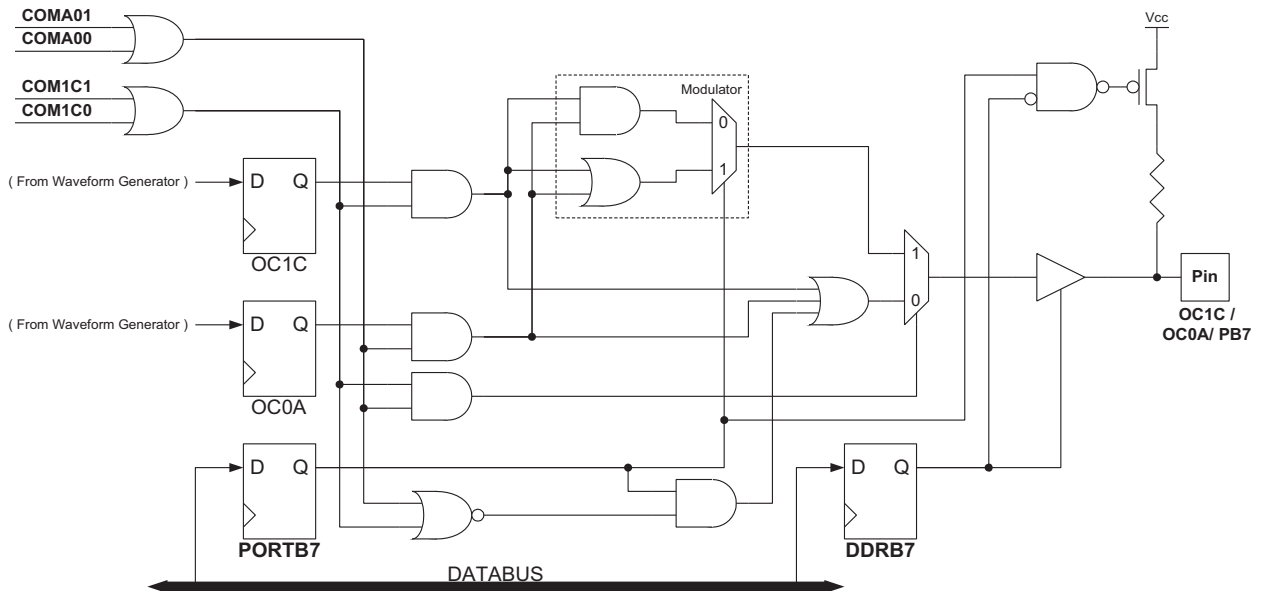 COMA01
COMA00
Vcc
COM1C1
COM1C0
Modulator
0
1
( From Waveform Generator )
D Q
OC1C
1
0
Pin
OC1C /
OC0A/ PB7
( From Waveform Generator )
D Q
OC0A
D Q
PORTB7
D Q
DDRB7
DATABUS